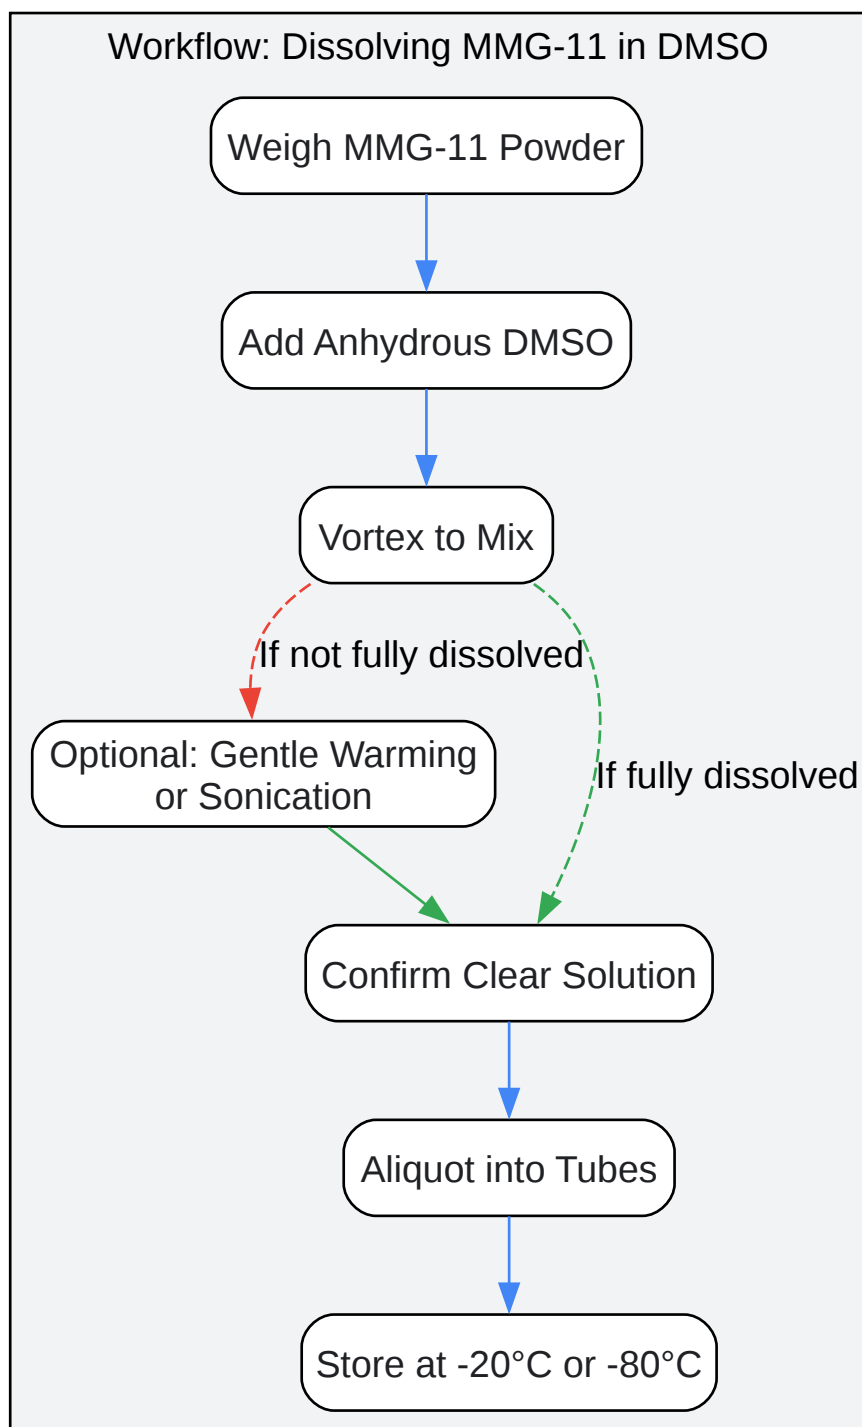 Workflow: Dissolving MMG-11 in DMSO
Weigh MMG-11 Powder
Add Anhydrous DMSO
Vortex to Mix
If not fully dissolved
Optional: Gentle Warming
or Sonication
If fully dissolved
Confirm Clear Solution
Aliquot into Tubes
Store at -20°C or -80°C